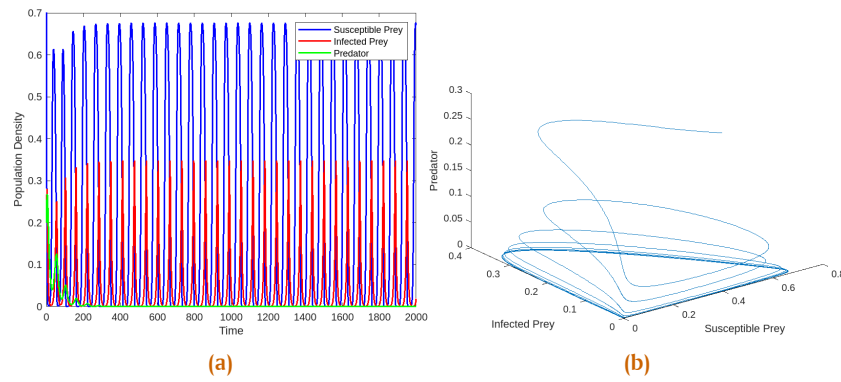 0.7
0.6
0.5
0.4
0.3
0.2
0.1
0
Population Density
0 200 400 600 800 1000 1200 1400 1600 1800 2000
Time
Susceptible Prey
Infected Prey
Predator
(a)
0.3
0.25
0.2
0.15
0.1
0.05
0
Predator
0.4
0.3
0.2
0.1
0
Infected Prey
0
0.2
0.4
0.6
0.8
Susceptible Prey
(b)